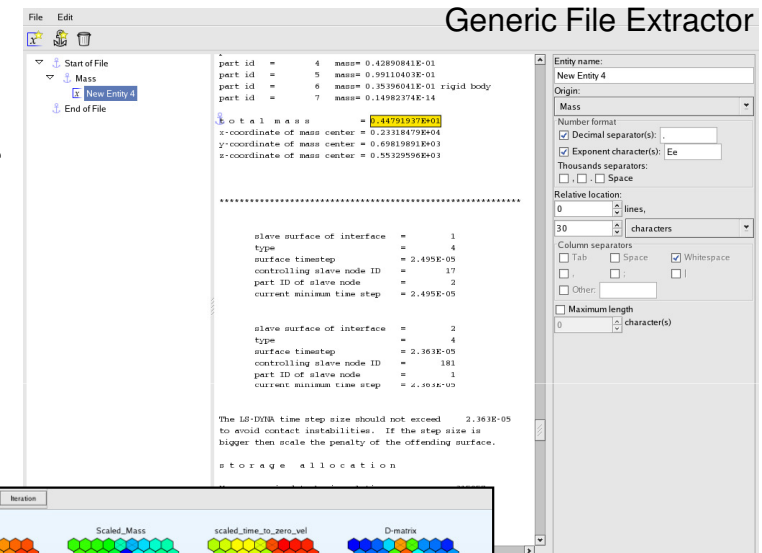 Generic File Extractor
File Edit
Start of File
Mass
New Entity 4
End of File
part id = 4 mass= 0.42890841E-01
part id = 5 mass= 0.99110403E-01
part id = 6 mass= 0.35396041E-01 rigid body
part id = 7 mass= 0.14982374E-14
t o t a l m a s s = 0.44791937E+01
x-coordinate of mass center = 0.23318479E+04
y-coordinate of mass center = 0.69819891E+03
z-coordinate of mass center = 0.55329596E+03
************************************************************
slave surface of interface = 1
type = 4
surface timestep = 2.495E-05
controlling slave node ID = 17
part ID of slave node = 2
current minimum time step = 2.495E-05
slave surface of interface = 2
type = 4
surface timestep = 2.363E-05
controlling slave node ID = 181
part ID of slave node = 1
current minimum time step = 2.363E-05
The LS-DYNA time step size should not exceed 2.363E-05
to avoid contact instabilities. If the step size is
bigger then scale the penalty of the offending surface.
s t o r a g e a l l o c a t i o n
Entity name:
New Entity 4
Origin:
Mass
Number format
Decimal separator(s): .
Exponent character(s): Ee
Thousands separators:
, . Space
Relative location:
0 lines,
30 characters
Column separators
Tab Space Whitespace
, ; |
Other:
Maximum length
0 character(s)
Iteration
Scaled_Mass scaled_time_to_zero_vel D-matrix